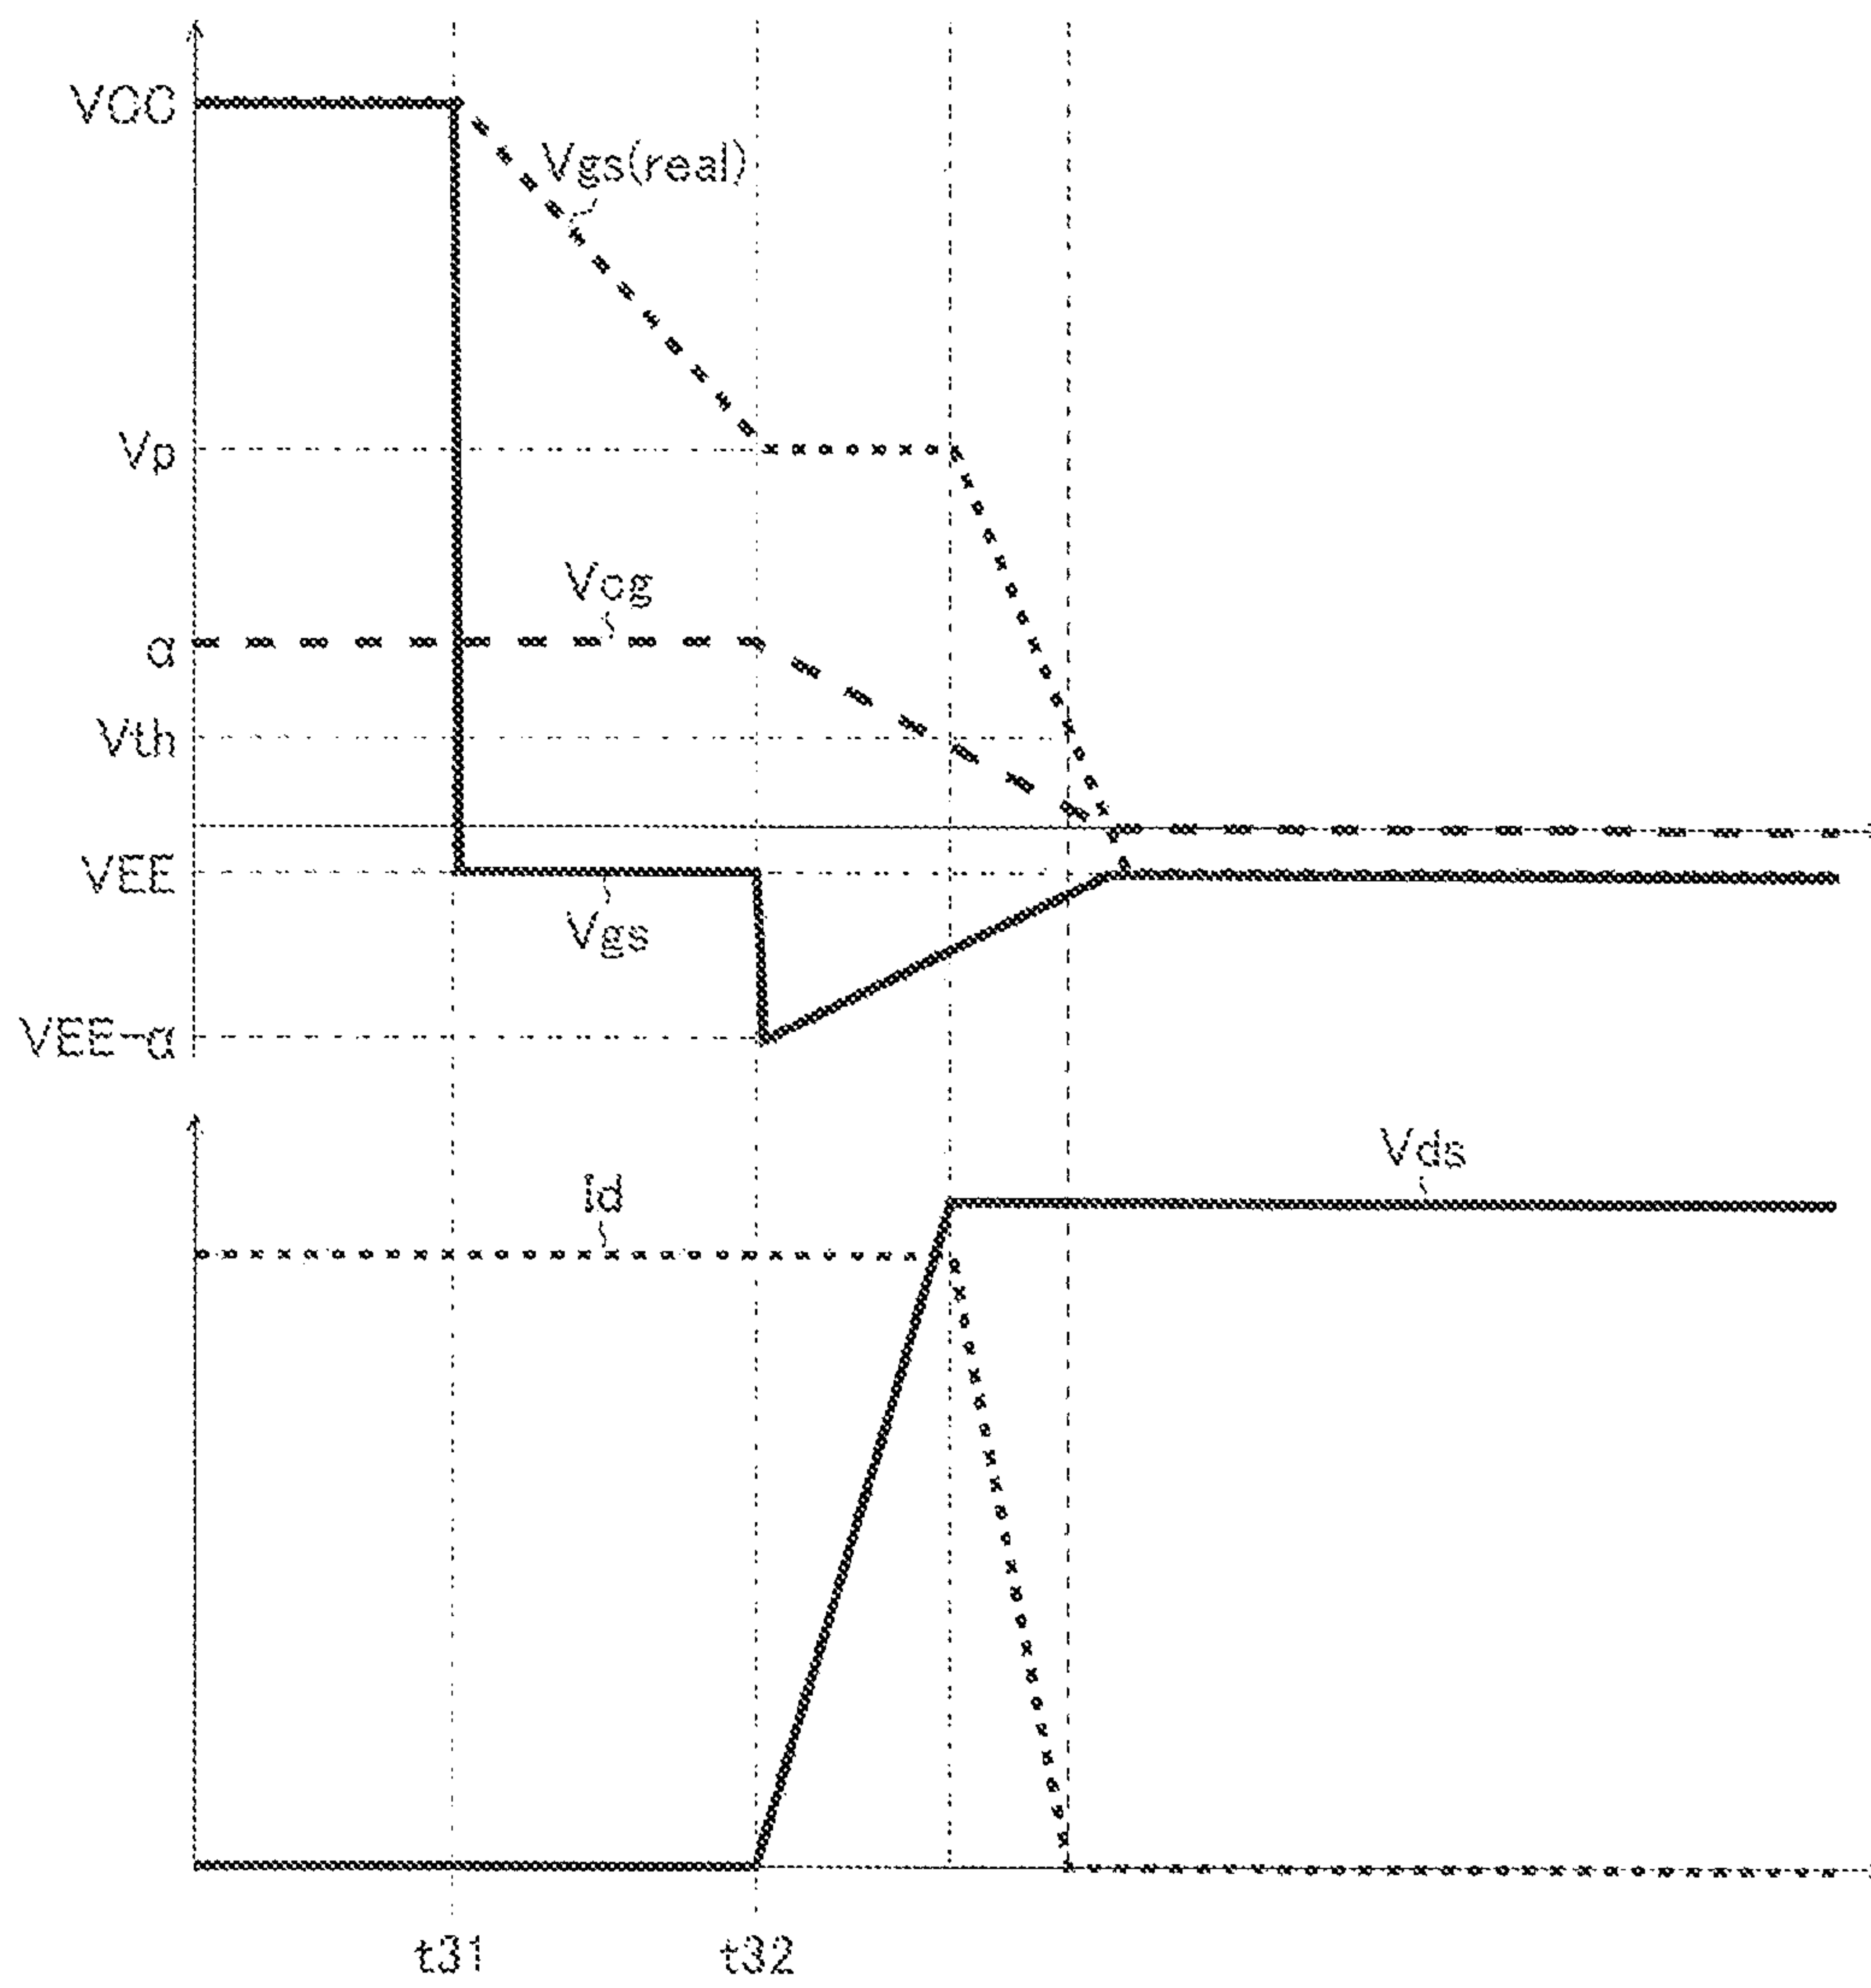 VCC
Vgs(real)
Vp
Vcg
α
Vth
VEE
Vgs
VEE-α
Vds
Id
t31
t32